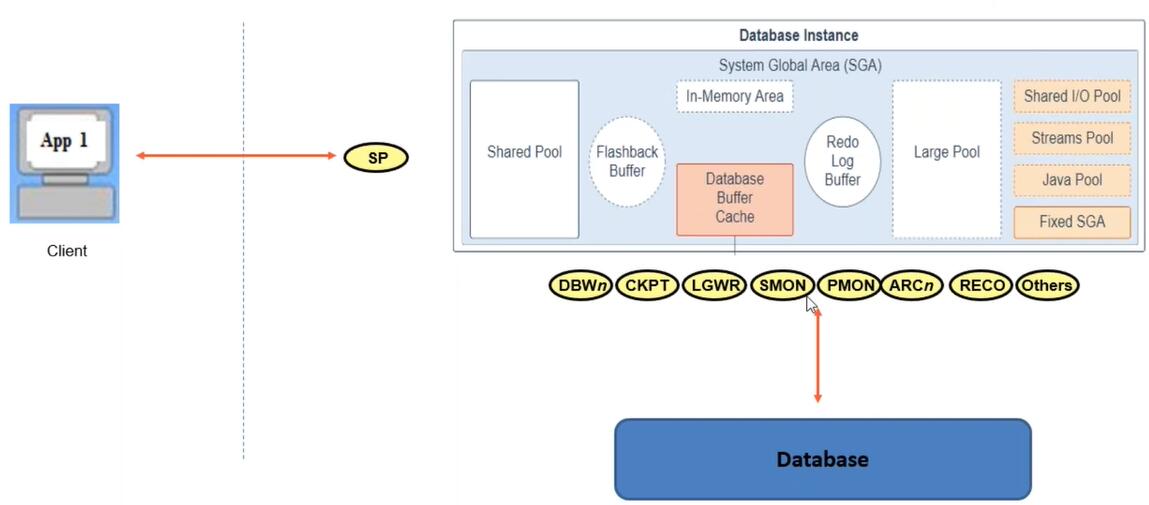 Database Instance
System Global Area (SGA)
App 1
Client
SP
Shared Pool
Flashback
Buffer
In-Memory Area
Database
Buffer
Cache
Redo
Log
Buffer
Large Pool
Shared I/O Pool
Streams Pool
Java Pool
Fixed SGA
DBWn
CKPT
LGWR
SMON
PMON
ARCn
RECO
Others
Database